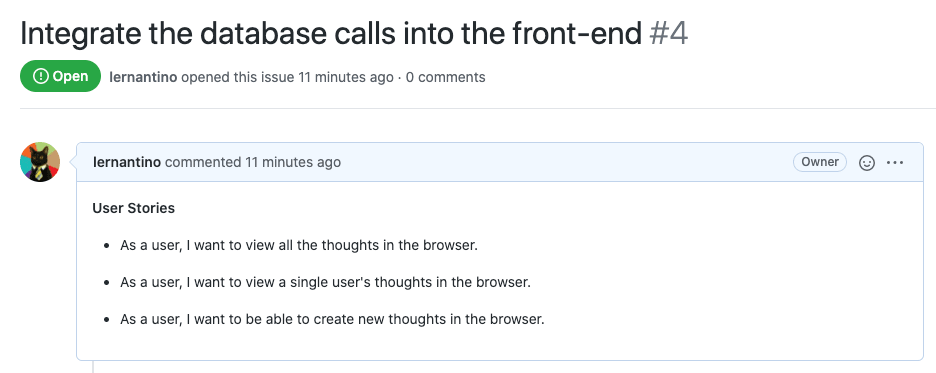 Integrate the database calls into the front-end #4
Open lernantino opened this issue 11 minutes ago · 0 comments
lernantino commented 11 minutes ago Owner
User Stories
• As a user, I want to view all the thoughts in the browser.
• As a user, I want to view a single user's thoughts in the browser.
• As a user, I want to be able to create new thoughts in the browser.